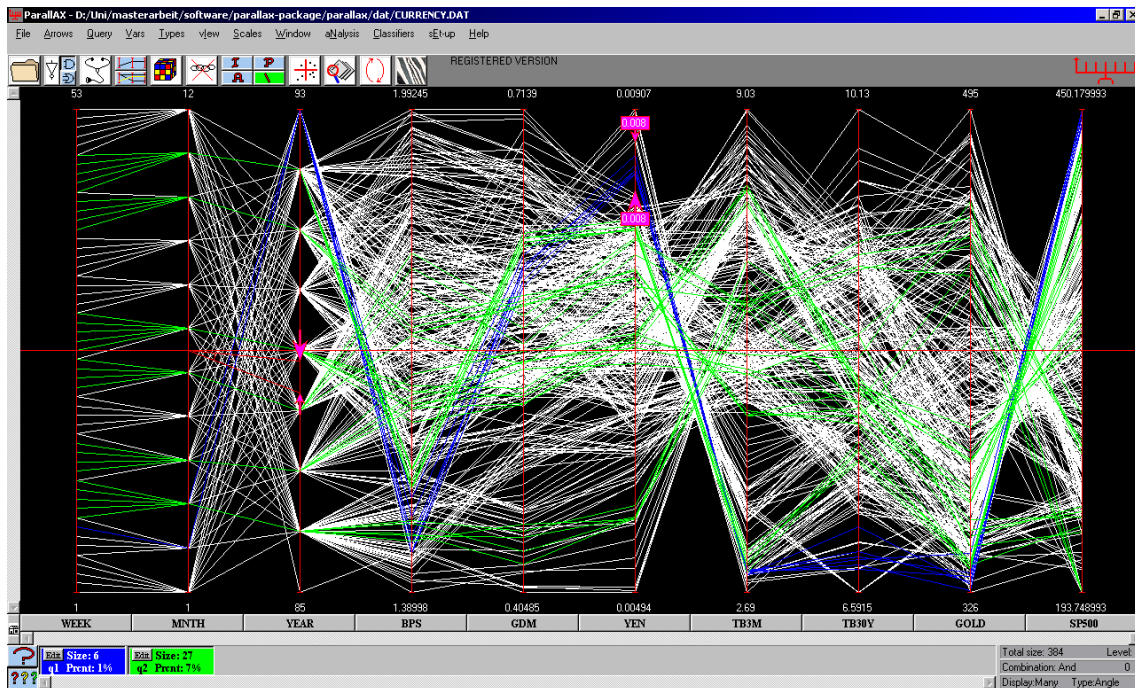 ParallAX - D:/Uni/masterarbeit/software/parallax-package/parallax/dat/CURRENCY.DAT
File Arrows Query Vars Types vIew Scales Window aNalysis Classifiers sEt-up Help
I P
A \
REGISTERED VERSION
53 12 93 1.99245 0.7139 0.00907 9.03 10.13 495 450.179993
0.008
0.008
1 1 85 1.38998 0.40485 0.00494 2.69 6.5915 326 193.748993
WEEK MNTH YEAR BPS GDM YEN TB3M TB30Y GOLD SP500
? Edit Size: 6 Edit Size: 27 Total size: 384 Level:
q1 Prcnt: 1% q2 Prcnt: 7% Combination: And 0
??? Display:Many Type:Angle